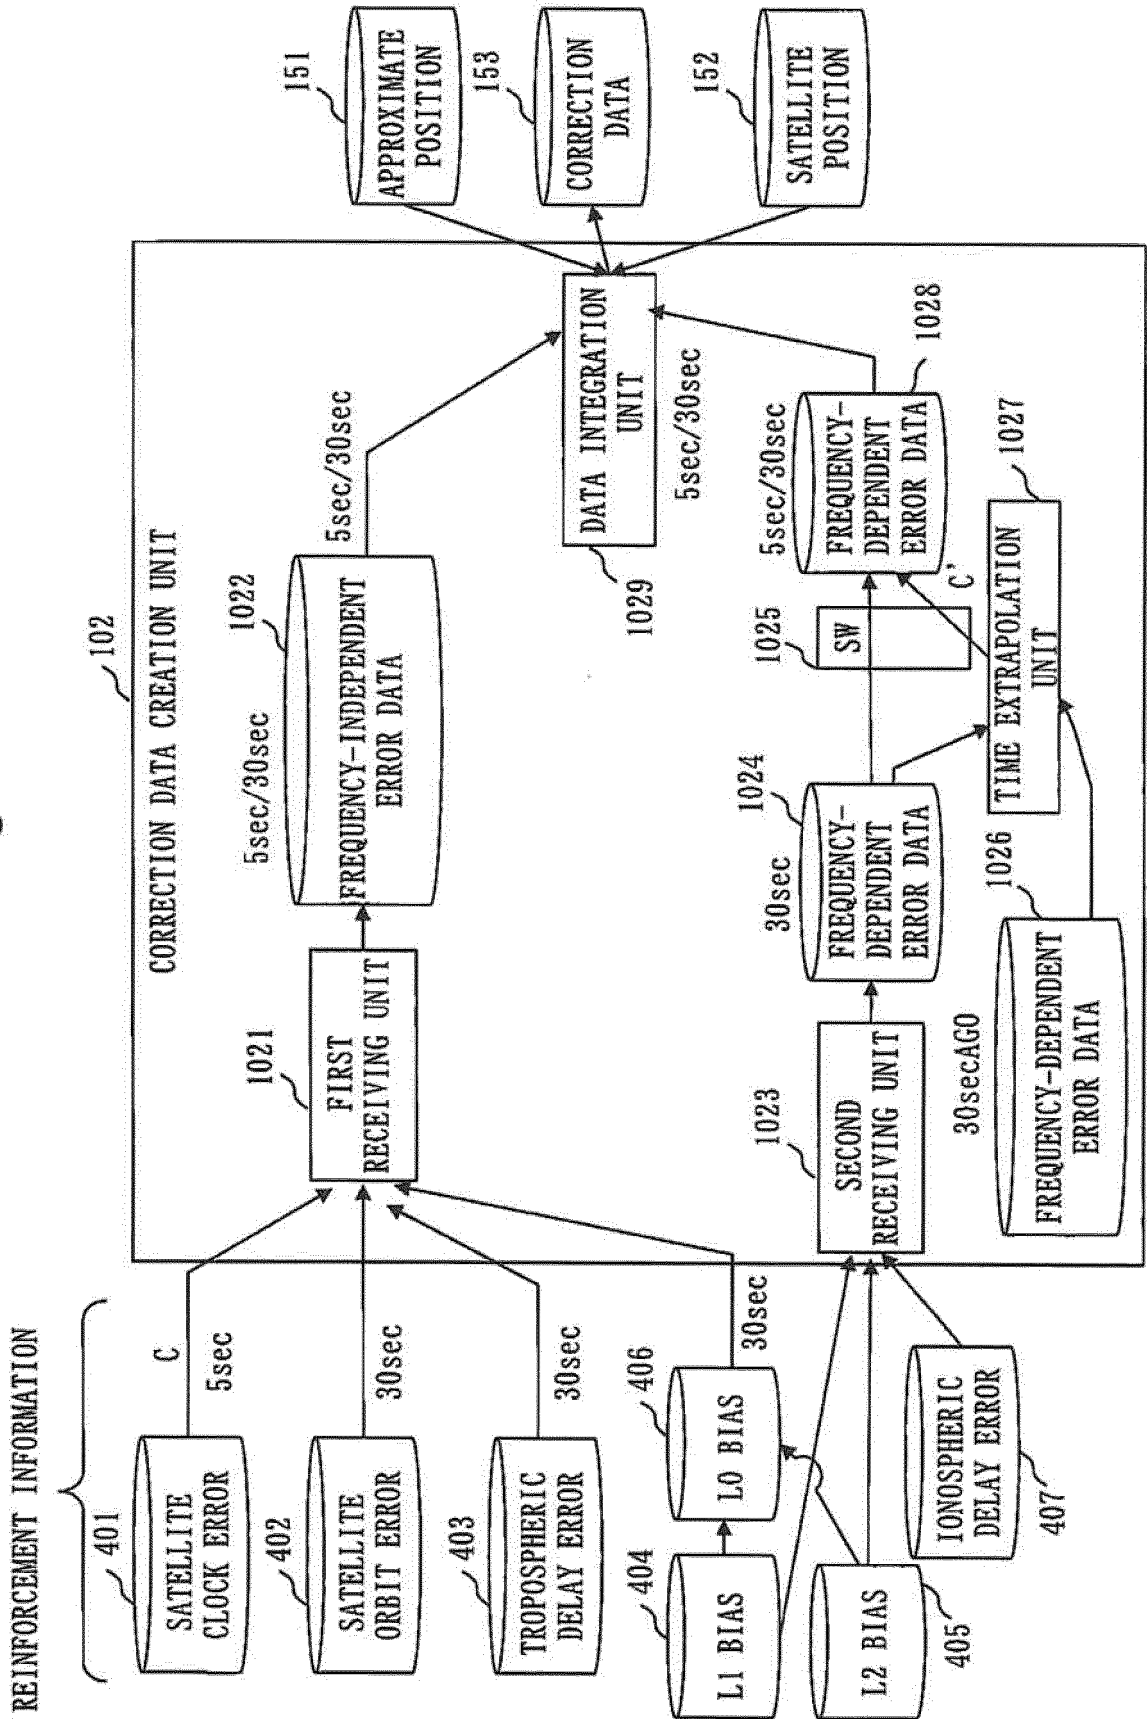 REINFORCEMENT INFORMATION
401
SATELLITE
CLOCK ERROR
C
5sec
402
SATELLITE
ORBIT ERROR
30sec
403
TROPOSPHERIC
DELAY ERROR
30sec
404
L1 BIAS
406
L0 BIAS
30sec
L2 BIAS
405
IONOSPHERIC
DELAY ERROR
407
102
CORRECTION DATA CREATION UNIT
1021
FIRST
RECEIVING UNIT
5sec/30sec
1022
FREQUENCY-INDEPENDENT
ERROR DATA
5sec/30sec
1029
DATA INTEGRATION
UNIT
5sec/30sec
1023
SECOND
RECEIVING UNIT
30sec
1024
FREQUENCY-
DEPENDENT
ERROR DATA
1025
SW
C'
5sec/30sec
FREQUENCY-
DEPENDENT
ERROR DATA
1028
30secAGO
1026
FREQUENCY-DEPENDENT
ERROR DATA
TIME EXTRAPOLATION
UNIT
1027
151
APPROXIMATE
POSITION
153
CORRECTION
DATA
152
SATELLITE
POSITION